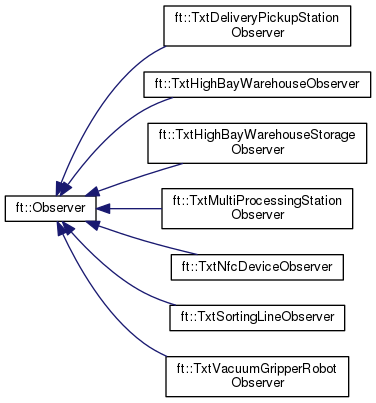 ft::TxtDeliveryPickupStation
Observer
ft::TxtHighBayWarehouseObserver
ft::TxtHighBayWarehouseStorage
Observer
ft::Observer
ft::TxtMultiProcessingStation
Observer
ft::TxtNfcDeviceObserver
ft::TxtSortingLineObserver
ft::TxtVacuumGripperRobot
Observer